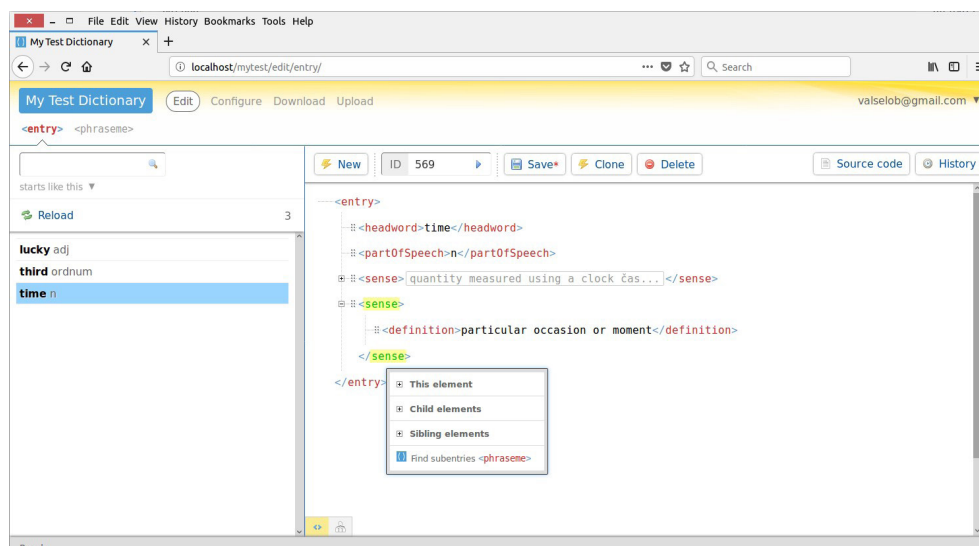 × File Edit View History Bookmarks Tools Help
My Test Dictionary × +
localhost/mytest/edit/entry/ ... Search
My Test Dictionary Edit Configure Download Upload valselob@gmail.com ▼
<entry> <phraseme>
New ID 569 Save* Clone Delete Source code History
starts like this ▼
Reload 3
lucky adj
third ordnum
time n
<entry>
<headword>time</headword>
<partOfSpeech>n</partOfSpeech>
<sense>quantity measured using a clock čas...</sense>
<sense>
<definition>particular occasion or moment</definition>
</sense>
</entry>
This element
Child elements
Sibling elements
Find subentries <phraseme>